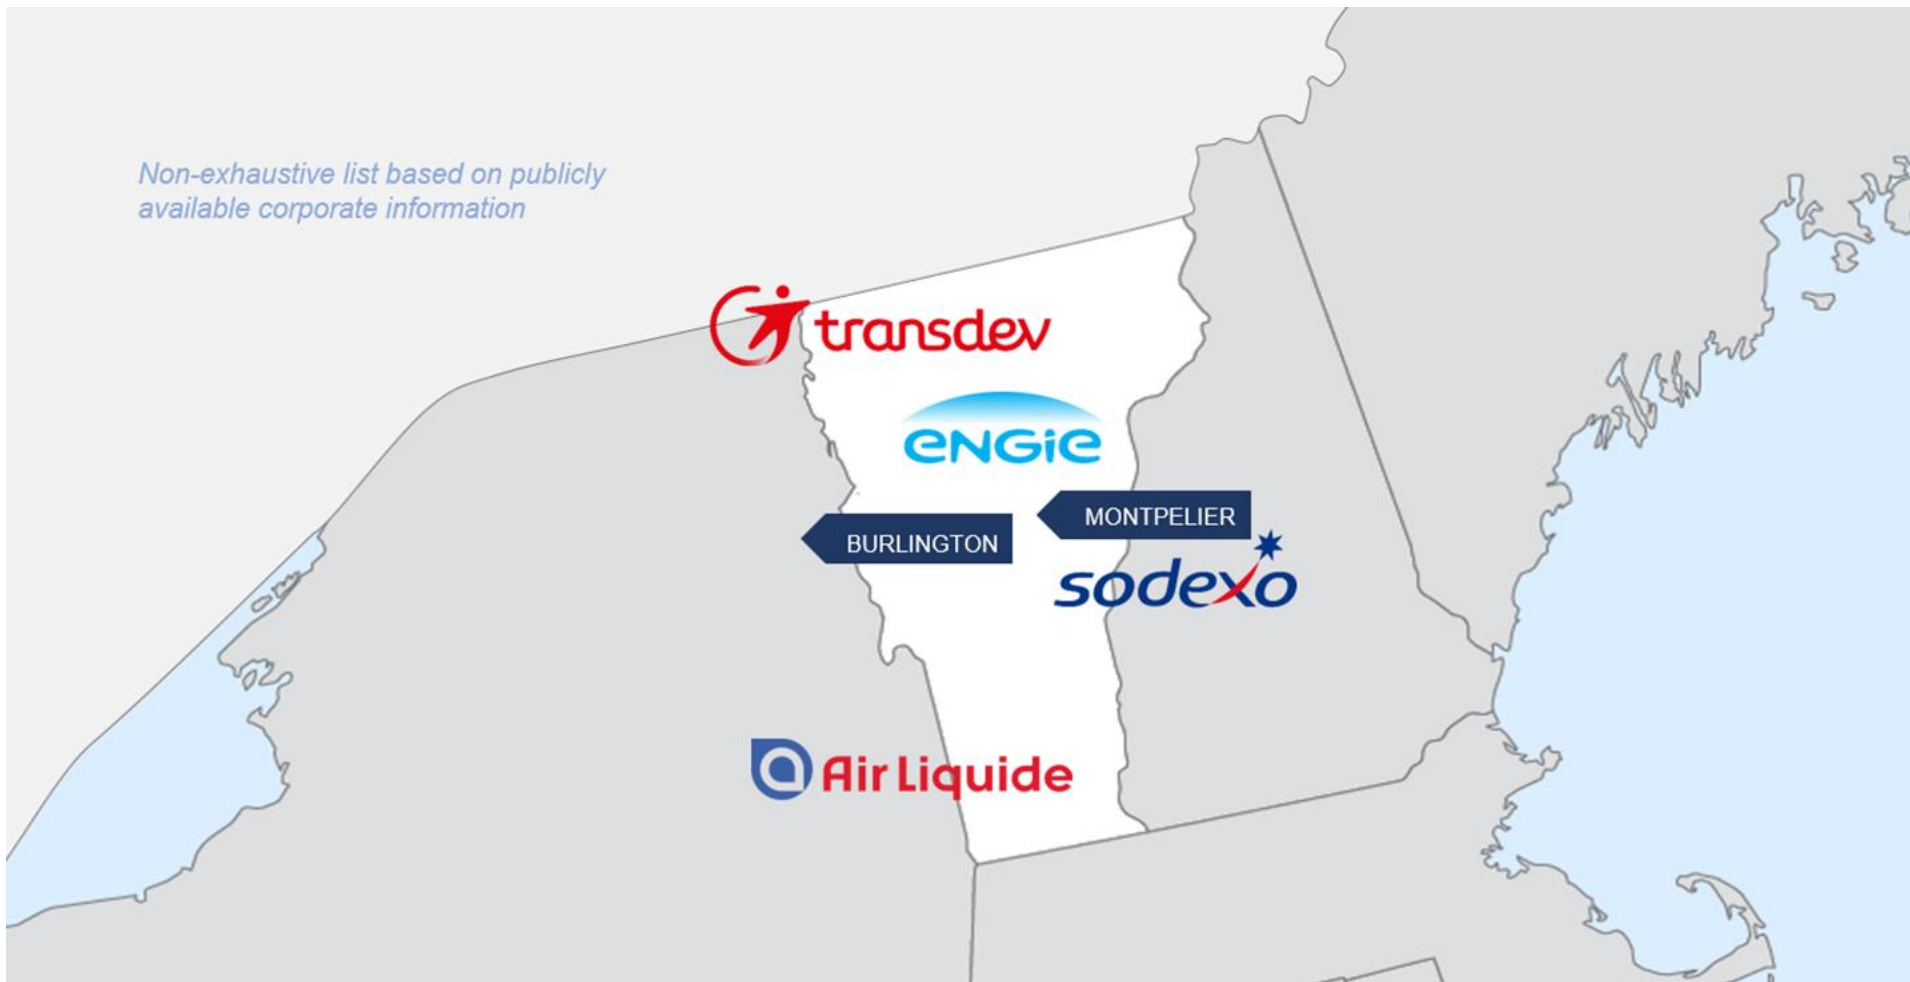 Non-exhaustive list based on publicly
available corporate information
transdev
ENGiE
MONTPELIER
BURLINGTON
sodexo
Air Liquide